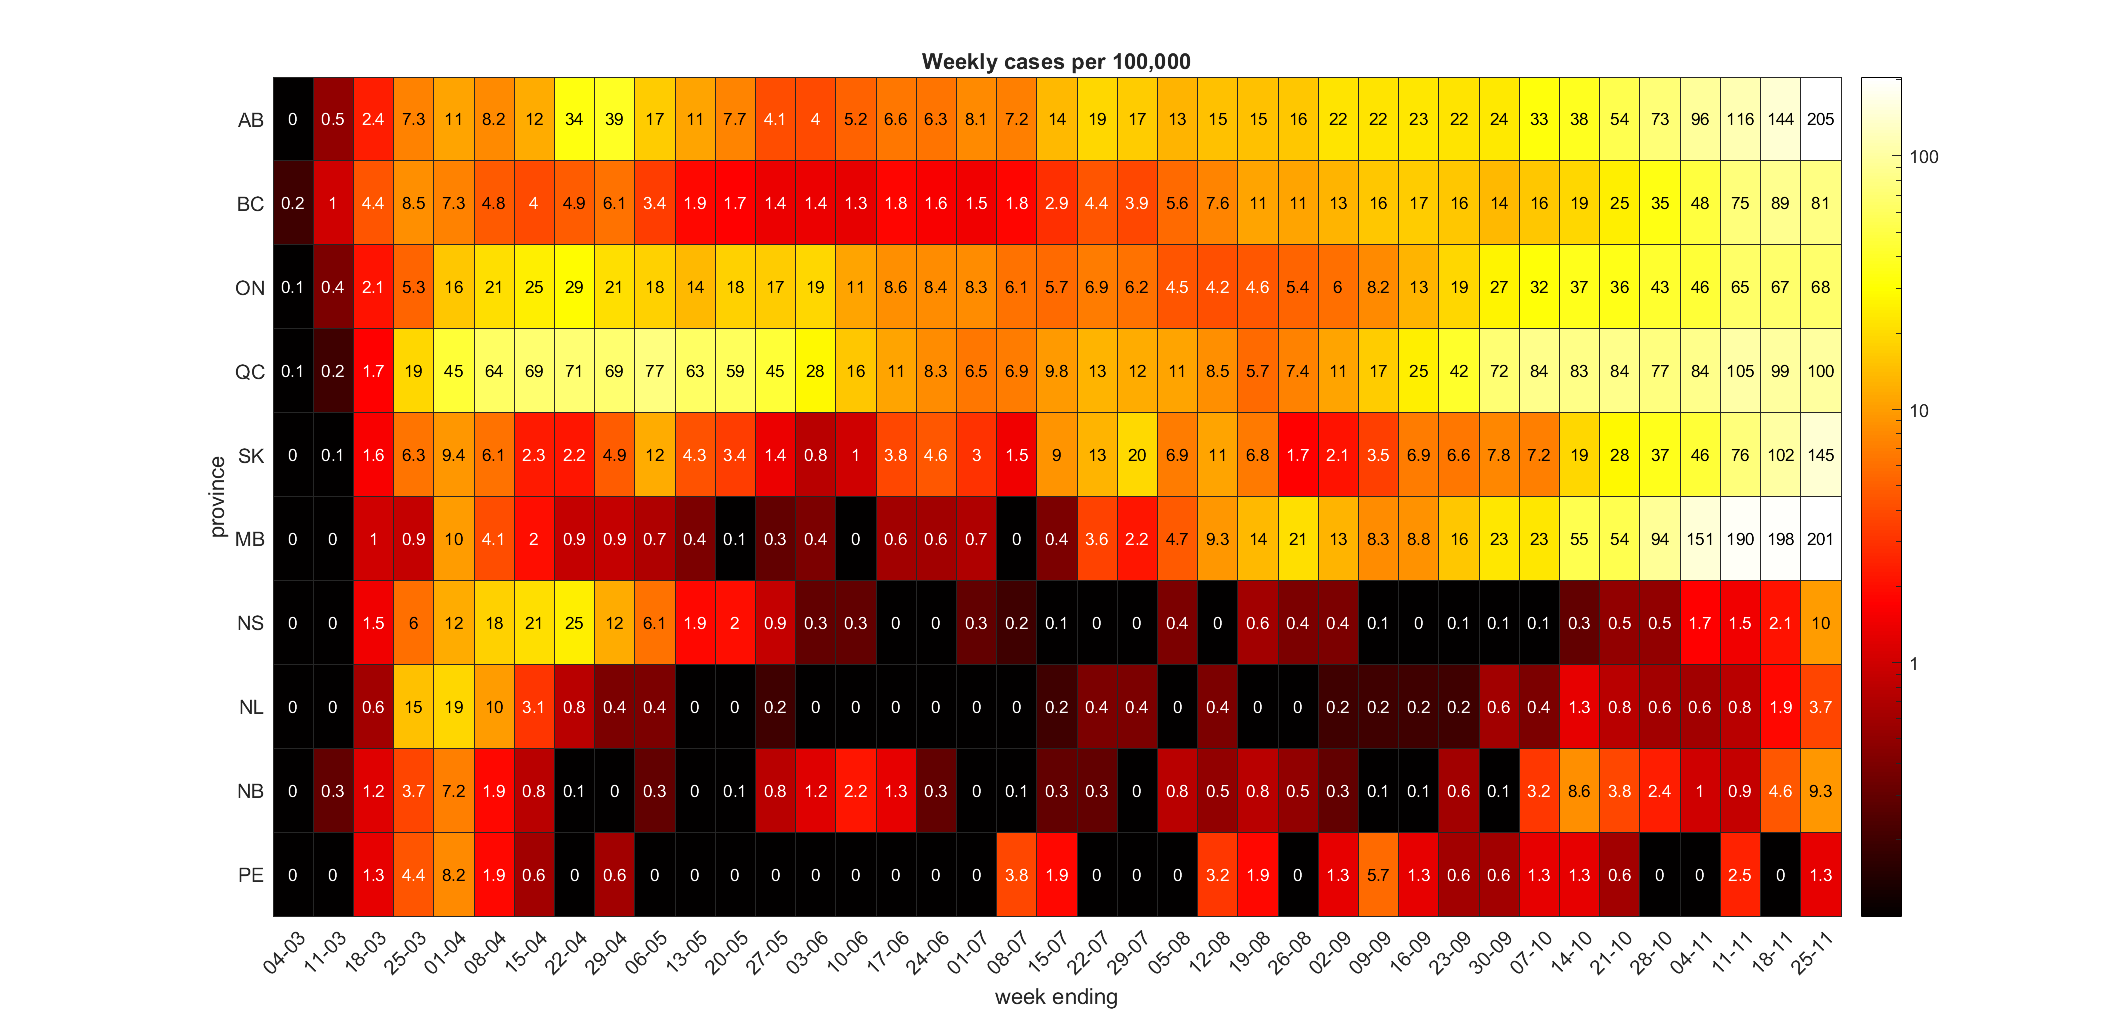 Weekly cases per 100,000
AB 0 0.5 2.4 7.3 11 8.2 12 34 39 17 11 7.7 4.1 4 5.2 6.6 6.3 8.1 7.2 14 19 17 13 15 15 16 22 22 23 22 24 33 38 54 73 96 116 144 205
100
BC 0.2 1 4.4 8.5 7.3 4.8 4 4.9 6.1 3.4 1.9 1.7 1.4 1.4 1.3 1.8 1.6 1.5 1.8 2.9 4.4 3.9 5.6 7.6 11 11 13 16 17 16 14 16 19 25 35 48 75 89 81
ON 0.1 0.4 2.1 5.3 16 21 25 29 21 18 14 18 17 19 11 8.6 8.4 8.3 6.1 5.7 6.9 6.2 4.5 4.2 4.6 5.4 6 8.2 13 19 27 32 37 36 43 46 65 67 68
QC 0.1 0.2 1.7 19 45 64 69 71 69 77 63 59 45 28 16 11 8.3 6.5 6.9 9.8 13 12 11 8.5 5.7 7.4 11 17 25 42 72 84 83 84 77 84 105 99 100
10
SK 0 0.1 1.6 6.3 9.4 6.1 2.3 2.2 4.9 12 4.3 3.4 1.4 0.8 1 3.8 4.6 3 1.5 9 13 20 6.9 11 6.8 1.7 2.1 3.5 6.9 6.6 7.8 7.2 19 28 37 46 76 102 145
province
MB 0 0 1 0.9 10 4.1 2 0.9 0.9 0.7 0.4 0.1 0.3 0.4 0 0.6 0.6 0.7 0 0.4 3.6 2.2 4.7 9.3 14 21 13 8.3 8.8 16 23 23 55 54 94 151 190 198 201
NS 0 0 1.5 6 12 18 21 25 12 6.1 1.9 2 0.9 0.3 0.3 0 0 0.3 0.2 0.1 0 0 0.4 0 0.6 0.4 0.4 0.1 0 0.1 0.1 0.1 0.3 0.5 0.5 1.7 1.5 2.1 10
1
NL 0 0 0.6 15 19 10 3.1 0.8 0.4 0.4 0 0 0.2 0 0 0 0 0 0 0.2 0.4 0.4 0 0.4 0 0 0.2 0.2 0.2 0.2 0.6 0.4 1.3 0.8 0.6 0.6 0.8 1.9 3.7
NB 0 0.3 1.2 3.7 7.2 1.9 0.8 0.1 0 0.3 0 0.1 0.8 1.2 2.2 1.3 0.3 0 0.1 0.3 0.3 0 0.8 0.5 0.8 0.5 0.3 0.1 0.1 0.6 0.1 3.2 8.6 3.8 2.4 1 0.9 4.6 9.3
PE 0 0 1.3 4.4 8.2 1.9 0.6 0 0.6 0 0 0 0 0 0 0 0 0 3.8 1.9 0 0 0 3.2 1.9 0 1.3 5.7 1.3 0.6 0.6 1.3 1.3 0.6 0 0 2.5 0 1.3
04-03 11-03 18-03 25-03 01-04 08-04 15-04 22-04 29-04 06-05 13-05 20-05 27-05 03-06 10-06 17-06 24-06 01-07 08-07 15-07 22-07 29-07 05-08 12-08 19-08 26-08 02-09 09-09 16-09 23-09 30-09 07-10 14-10 21-10 28-10 04-11 11-11 18-11 25-11
week ending